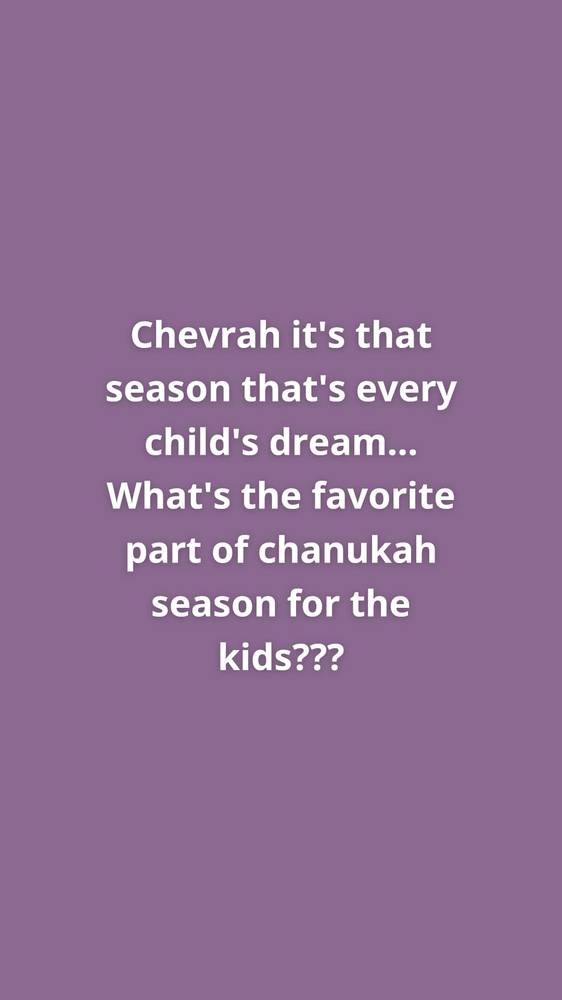 Chevrah it's that
season that's every
child's dream...
What's the favorite
part of chanukah
season for the
kids???